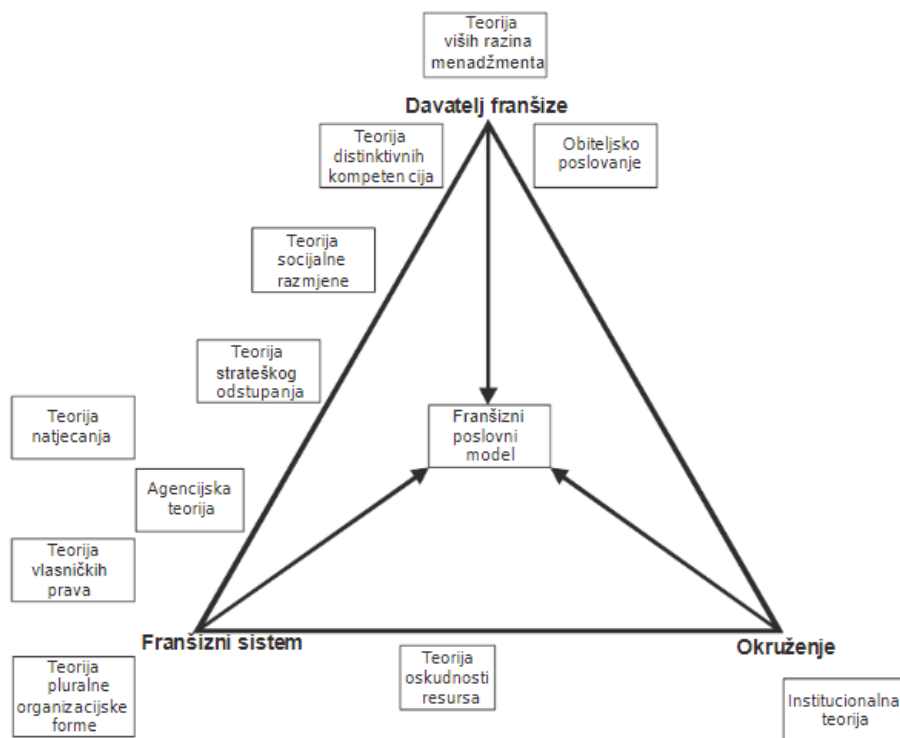 Teorija
viših razina
menadžmenta
Davatelj franšize
Teorija
distinktivnih
kompetencija
Obiteljsko
poslovanje
Teorija
socijalne
razmjene
Teorija
strateškog
odstupanja
Teorija
natjecanja
Franšizni
poslovni
model
Agencijska
teorija
Teorija
vlasničkih
prava
Franšizni sistem
Okruženje
Teorija
pluralne
organizacijske
forme
Teorija
oskudnosti
resursa
Institucionalna
teorija